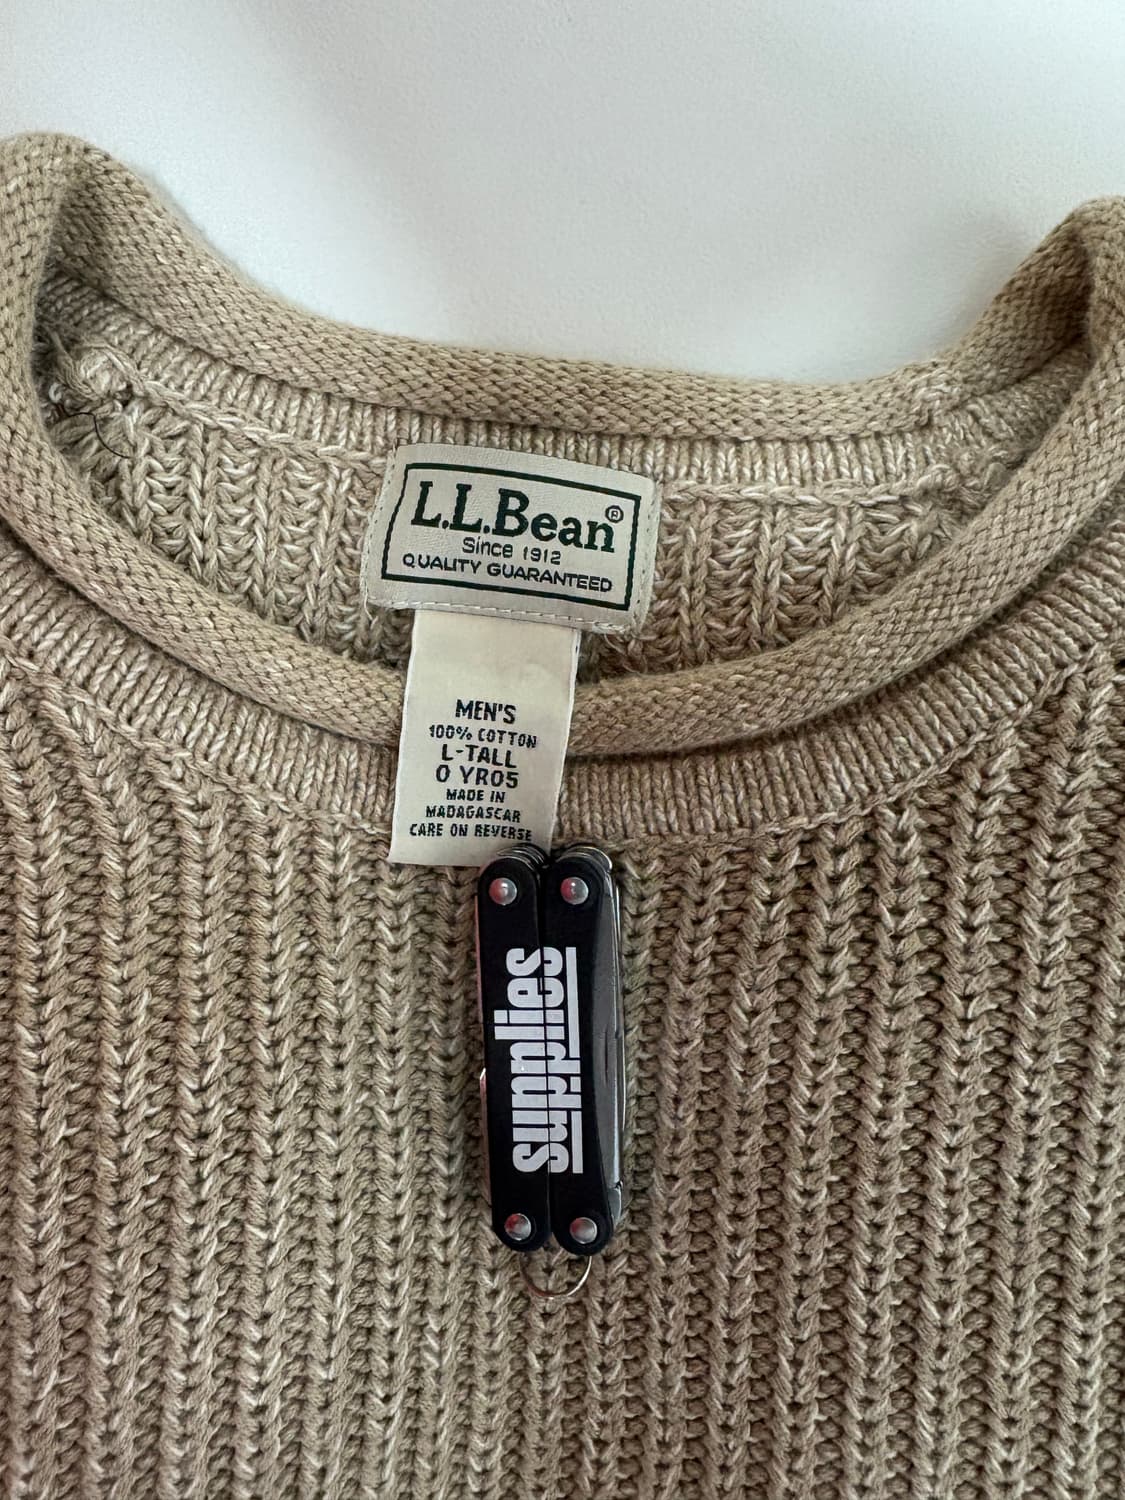 L.L.Bean®
Since 1912
QUALITY GUARANTEED
MEN'S
100% COTTON
L-TALL
0 YR05
MADE IN
MADAGASCAR
CARE ON REVERSE
supplies